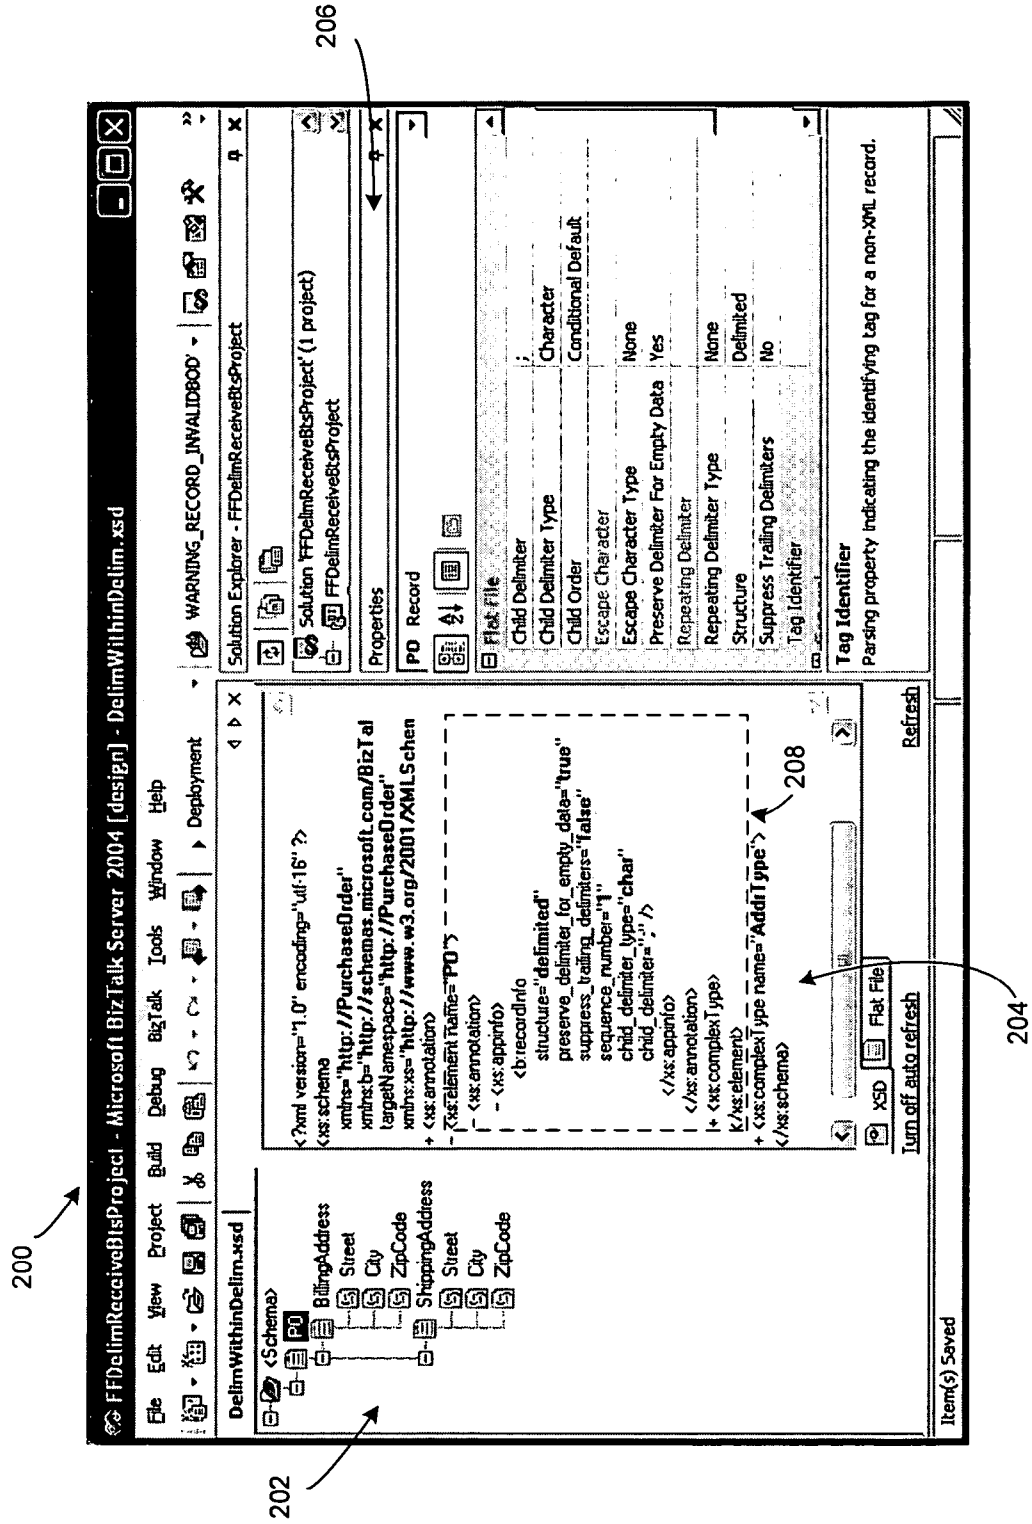 200
FFDelimReceiveBtsProject - Microsoft BizTalk Server 2004 [design] - DelimWithinDelim.xsd
File Edit View Project Build Debug BizTalk Tools Window Help
Deployment
WARNING_RECORD_INVALIDBOD'
DelimWithinDelim.xsd
<Schema>
PO
BillingAddress
Street
City
ZipCode
ShippingAddress
Street
City
ZipCode
202
<?xml version="1.0" encoding="utf-16" ?>
<xs:schema
xmlns="http://PurchaseOrder"
xmlns:b="http://schemas.microsoft.com/BizTal
targetNamespace="http://PurchaseOrder"
xmlns:xs="http://www.w3.org/2001/XMLSchen
+ <xs:annotation>
- <xs:element name="PO">
- <xs:annotation>
- <xs:appinfo>
<b:recordInfo
structure="delimited"
preserve_delimiter_for_empty_data="true"
suppress_trailing_delimiters="false"
sequence_number="1"
child_delimiter_type="char"
child_delimiter=";" />
</xs:appinfo>
</xs:annotation>
+ <xs:complexType>
</xs:element>
+ <xs:complexType name="AddrType">
</xs:schema>
208
204
XSD Flat File
Turn off auto refresh Refresh
Solution Explorer - FFDelimReceiveBtsProject
Solution 'FFDelimReceiveBtsProject' (1 project)
FFDelimReceiveBtsProject
Properties
206
PO Record
Flat File
Child Delimiter ;
Child Delimiter Type Character
Child Order Conditional Default
Escape Character
Escape Character Type None
Preserve Delimiter For Empty Data Yes
Repeating Delimiter
Repeating Delimiter Type None
Structure Delimited
Suppress Trailing Delimiters No
Tag Identifier
Tag Identifier
Parsing property indicating the identifying tag for a non-XML record.
Item(s) Saved